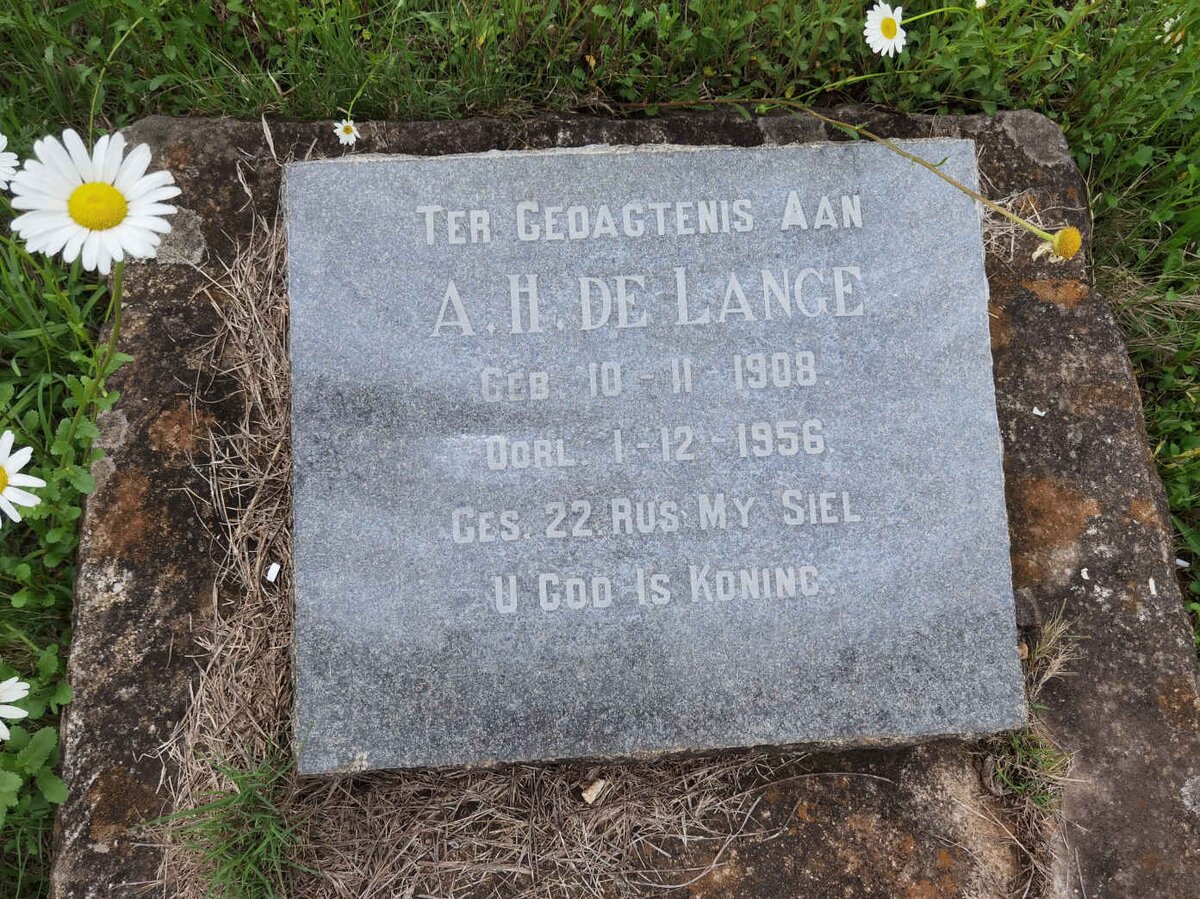 TER GEDAGTENIS AAN
A. H. DE LANGE
GEB. 10-11-1908.
OORL. 1-12-1956.
GES. 22. RUS MY SIEL
U GOD IS KONING.